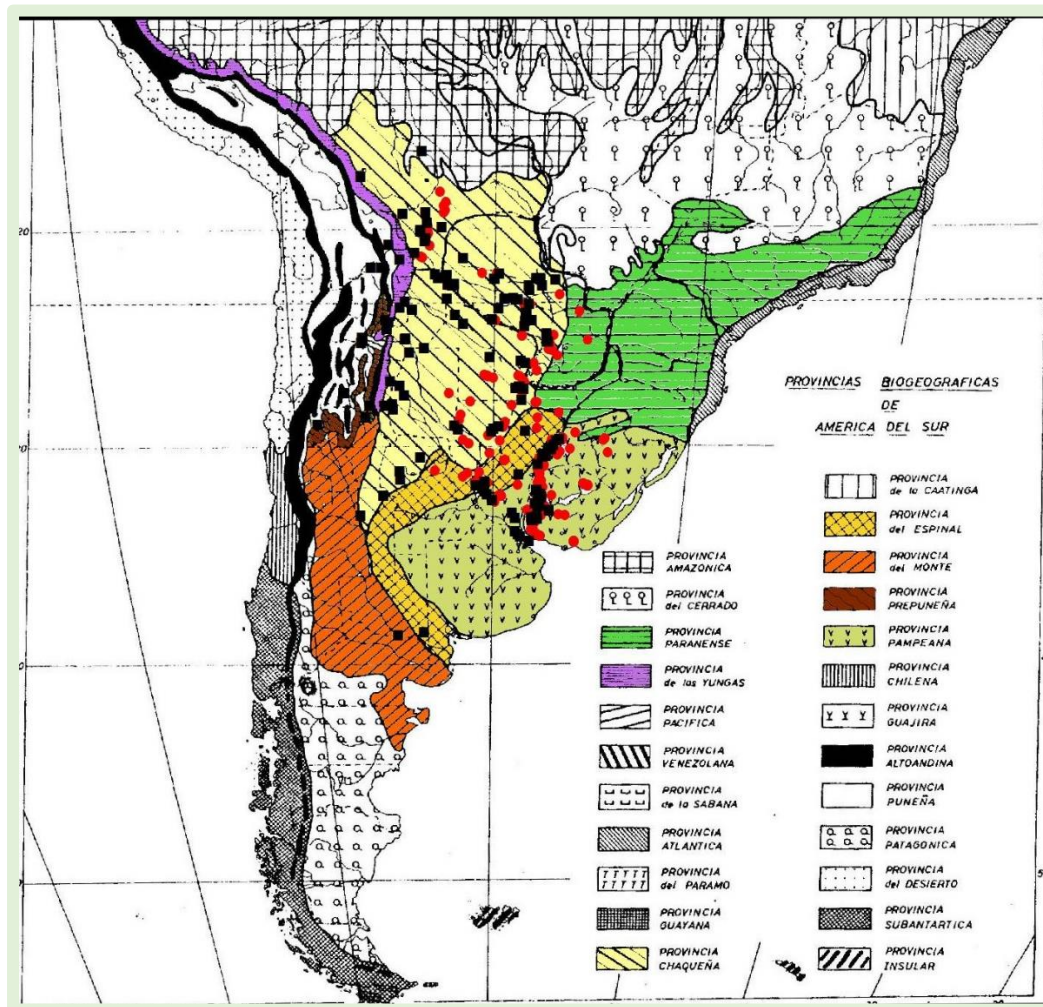 20
PROVINCIAS BIOGEOGRAFICAS
DE
AMERICA DEL SUR
PROVINCIA
de la CAATINGA
PROVINCIA
del ESPINAL
PROVINCIA
AMAZONICA
PROVINCIA
del MONTE
PROVINCIA
del CERRADO
PROVINCIA
PREPUNEÑA
PROVINCIA
PARANENSE
PROVINCIA
PAMPEANA
PROVINCIA
de las YUNGAS
PROVINCIA
CHILENA
PROVINCIA
PACIFICA
PROVINCIA
GUAJIRA
PROVINCIA
VENEZOLANA
PROVINCIA
ALTOANDINA
PROVINCIA
de la SABANA
PROVINCIA
PUNEÑA
PROVINCIA
ATLANTICA
PROVINCIA
PATAGONICA
PROVINCIA
del PARAMO
PROVINCIA
del DESIERTO
PROVINCIA
GUAYANA
PROVINCIA
SUBANTARTICA
PROVINCIA
CHAQUEÑA
PROVINCIA
INSULAR